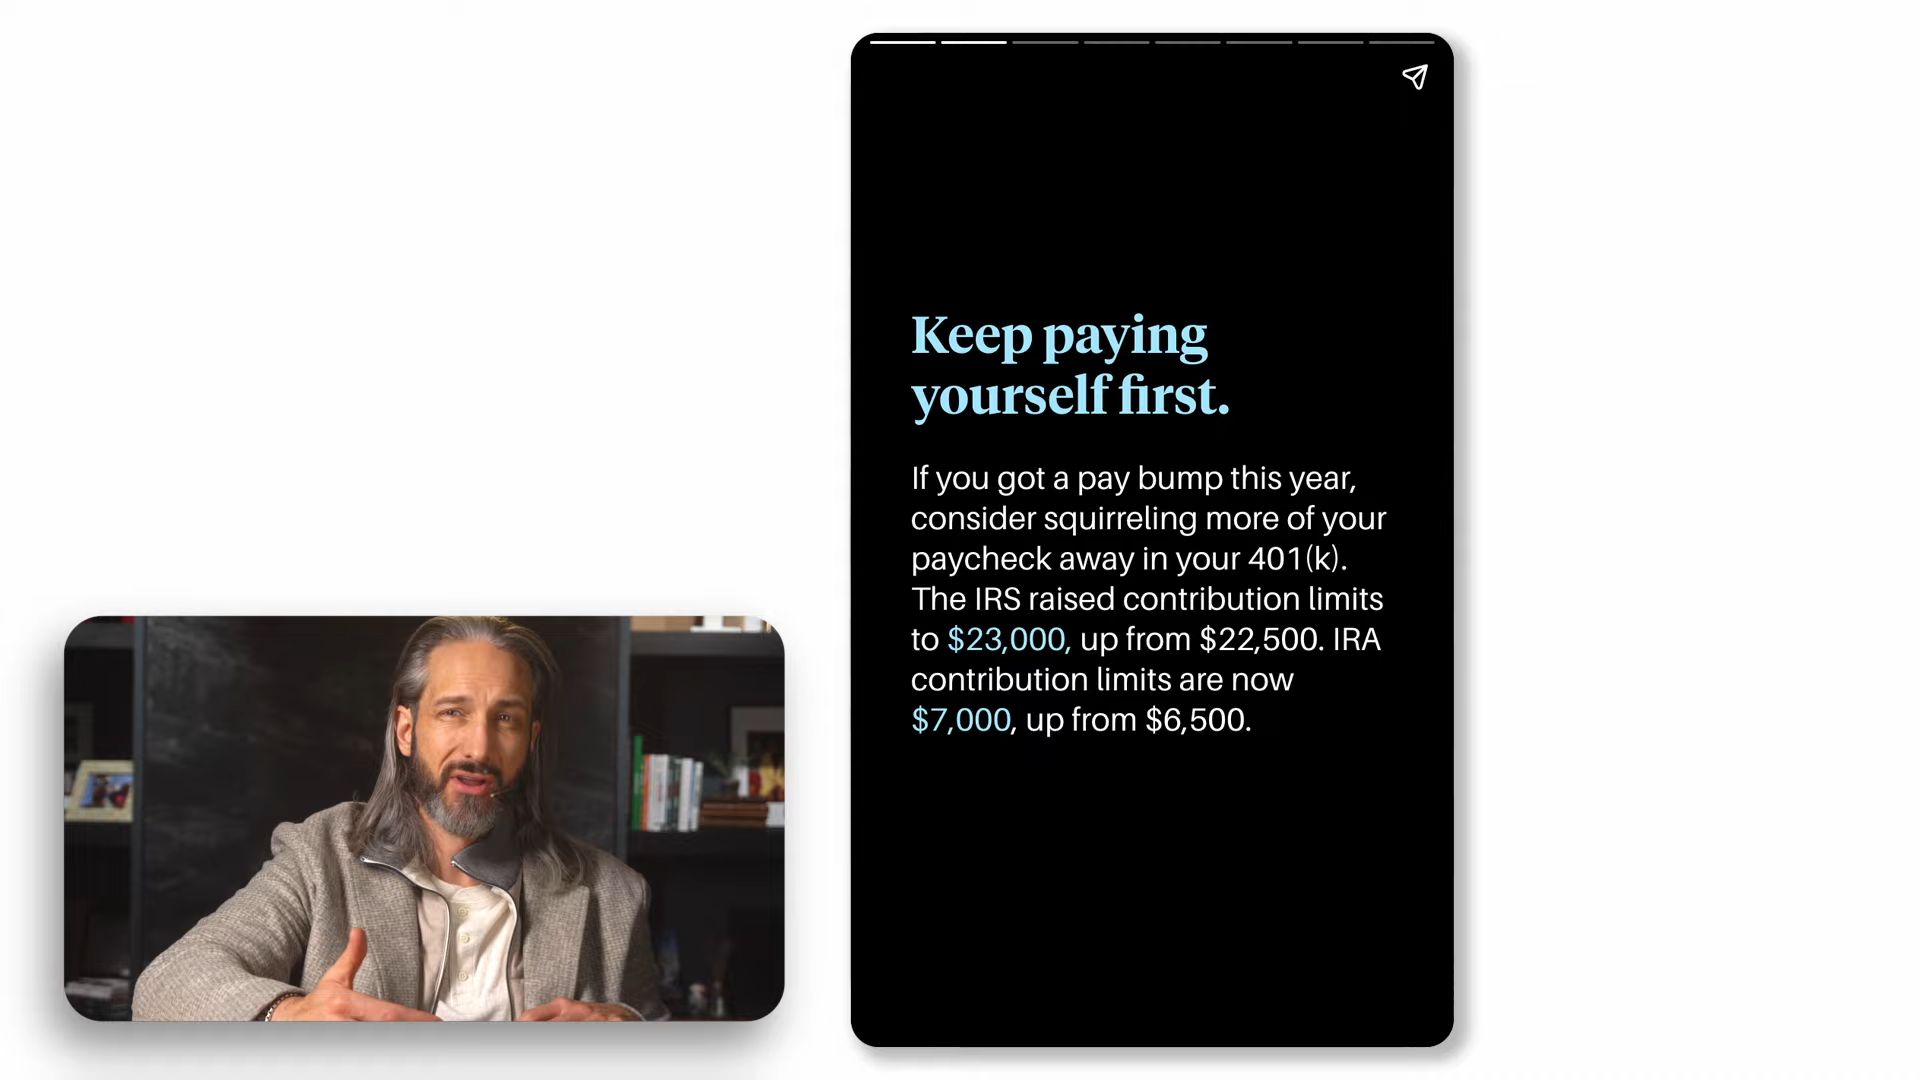 Keep paying
yourself first.
If you got a pay bump this year,
consider squirreling more of your
paycheck away in your 401(k).
The IRS raised contribution limits
to $23,000, up from $22,500. IRA
contribution limits are now
$7,000, up from $6,500.